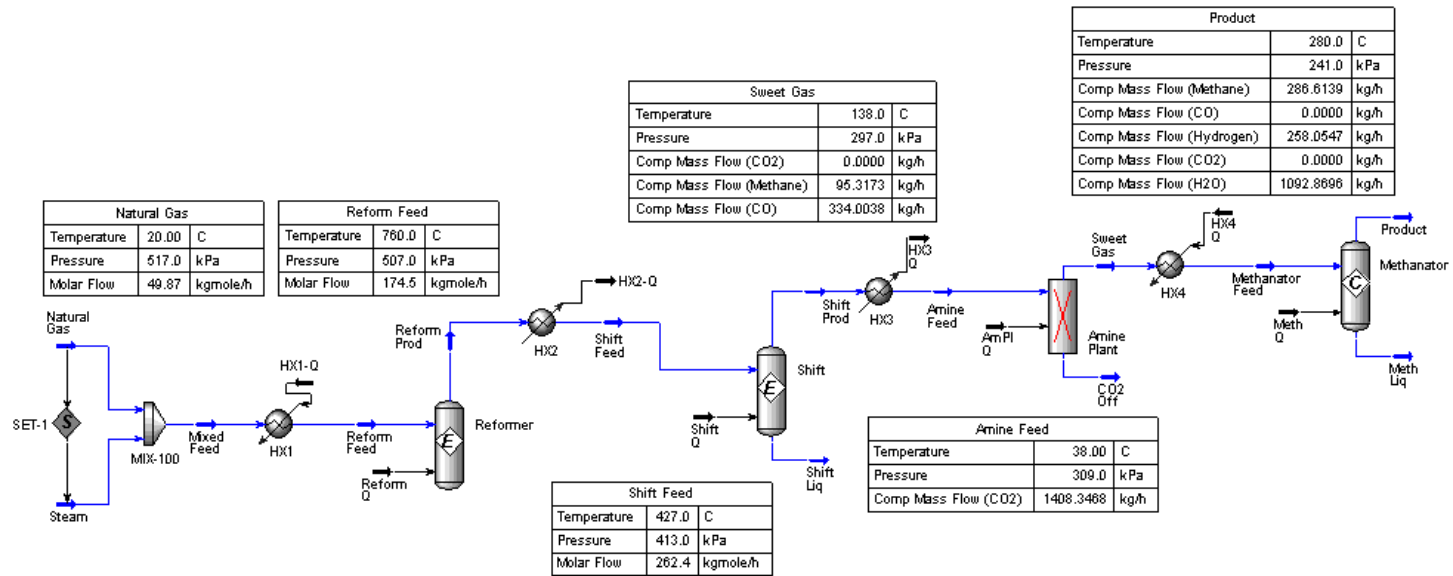 Product
Temperature 280.0 C
Pressure 241.0 kPa
Comp Mass Flow (Methane) 286.6139 kg/h
Comp Mass Flow (CO) 0.0000 kg/h
Comp Mass Flow (Hydrogen) 258.0547 kg/h
Comp Mass Flow (CO2) 0.0000 kg/h
Comp Mass Flow (H2O) 1092.8696 kg/h
Sweet Gas
Temperature 138.0 C
Pressure 297.0 kPa
Comp Mass Flow (CO2) 0.0000 kg/h
Comp Mass Flow (Methane) 95.3173 kg/h
Comp Mass Flow (CO) 334.0038 kg/h
Natural Gas
Temperature 20.00 C
Pressure 517.0 kPa
Molar Flow 49.87 kgmole/h
Reform Feed
Temperature 760.0 C
Pressure 507.0 kPa
Molar Flow 174.5 kgmole/h
Natural
Gas
SET-1
S
Steam
MIX-100
Mixed
Feed
HX1-Q
HX1
Reform
Feed
Reform
Q
Reform
Prod
E
Reformer
HX2-Q
HX2
Shift
Feed
Shift
Q
E
Shift
Shift
Liq
Shift
Prod
HX3
Q
HX3
Amine
Feed
AmPl
Q
Amine
Plant
CO2
Off
Sweet
Gas
HX4
Q
HX4
Methanator
Feed
Meth
Q
C
Product
Methanator
Meth
Liq
Shift Feed
Temperature 427.0 C
Pressure 413.0 kPa
Molar Flow 262.4 kgmole/h
Amine Feed
Temperature 38.00 C
Pressure 309.0 kPa
Comp Mass Flow (CO2) 1408.3468 kg/h